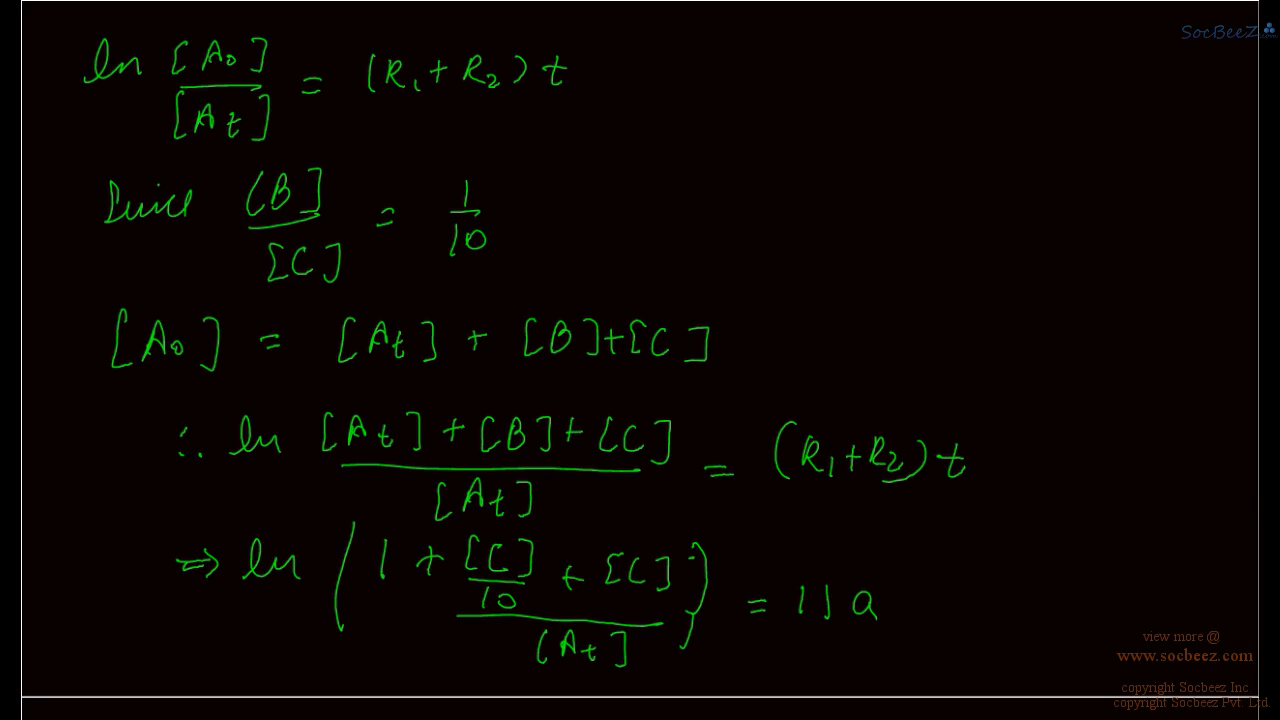 SocBeeZ
ln [A₀]/[Aₜ] = (R₁ + R₂) t
Since [B]/[C] = 1/10
[A₀] = [Aₜ] + [B] + [C]
∴ ln [Aₜ] + [B] + [C]/[Aₜ] = (R₁ + R₂) t
⇒ ln (1 + [C]/10 + [C]/[Aₜ]) = 11 a
view more @
www.socbeez.com
copyright Socbeez Inc
copyright Socbeez Pvt. Ltd.